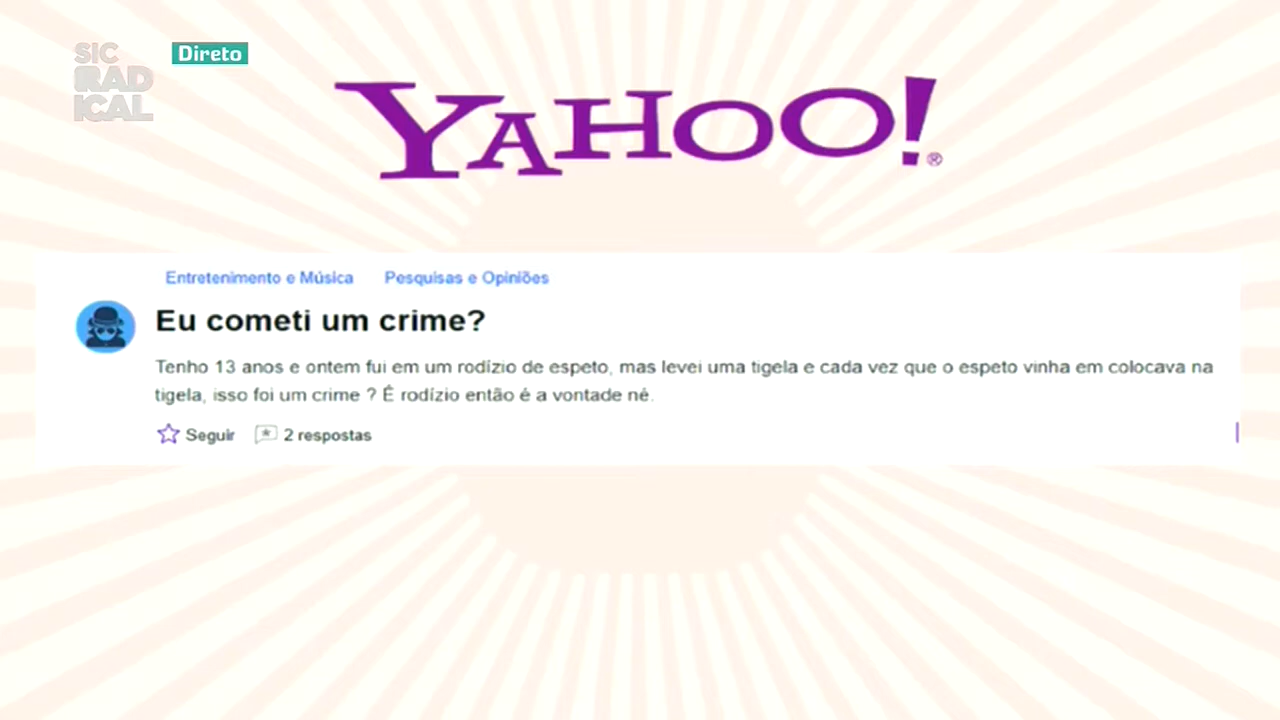 SIC
RAD
ICAL
Direto
YAHOO!®
Entretenimento e Música Pesquisas e Opiniões
Eu cometi um crime?
Tenho 13 anos e ontem fui em um rodízio de espeto, mas levei uma tigela e cada vez que o espeto vinha em colocava na
tigela, isso foi um crime ? É rodízio então é a vontade né.
Seguir 2 respostas